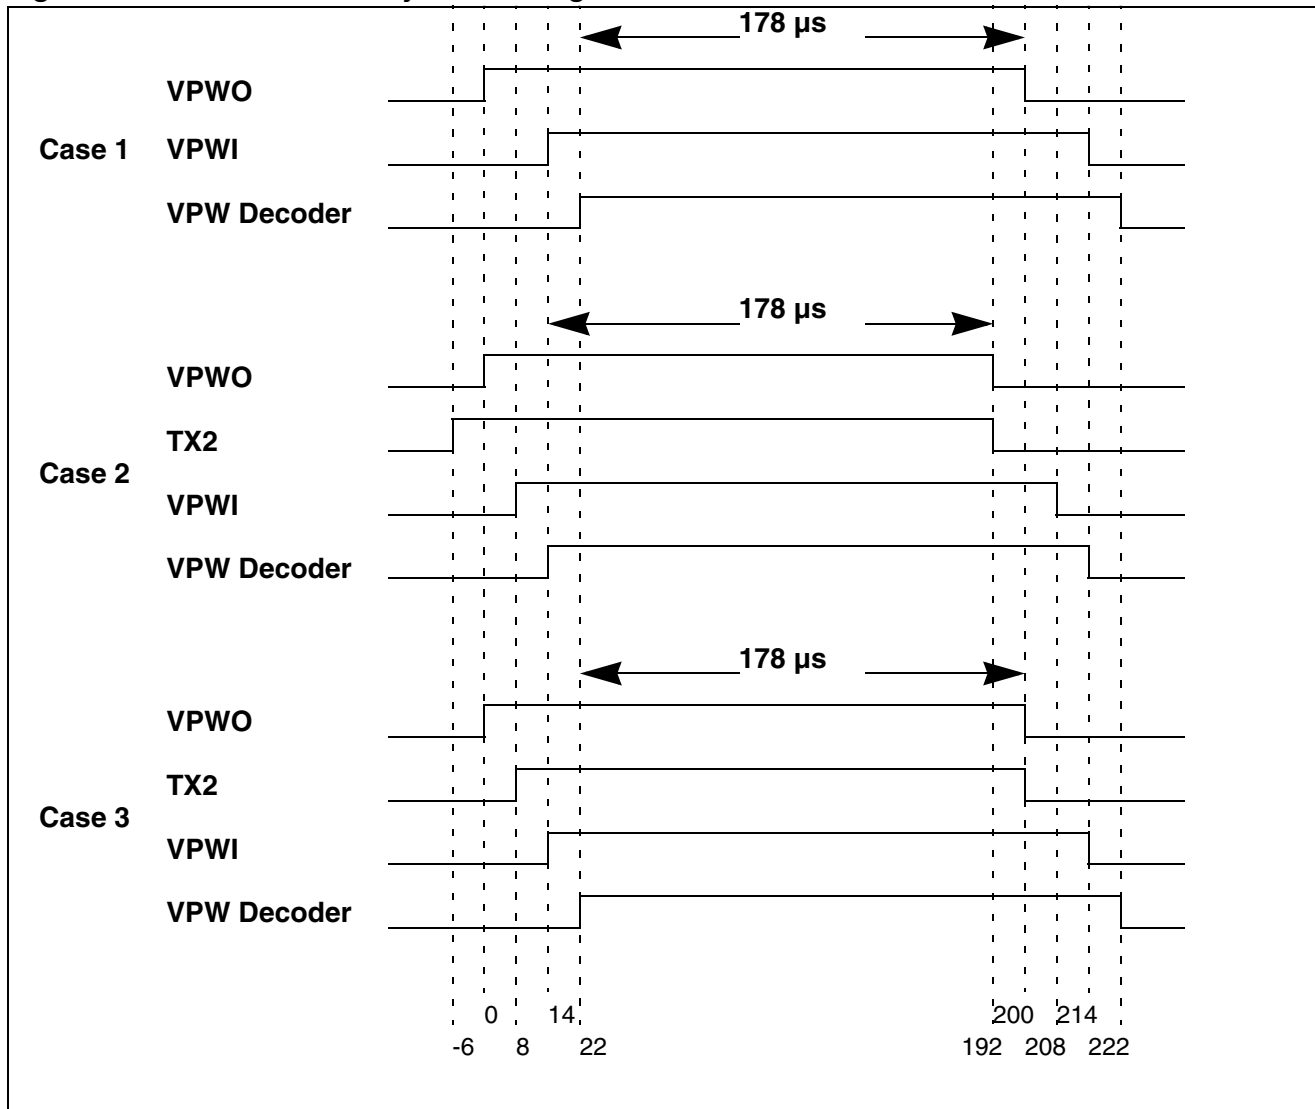 178 µs
VPWO
Case 1 VPWI
VPW Decoder
178 µs
VPWO
TX2
Case 2
VPWI
VPW Decoder
178 µs
VPWO
TX2
Case 3
VPWI
VPW Decoder
0 14 200 214
-6 8 22 192 208 222